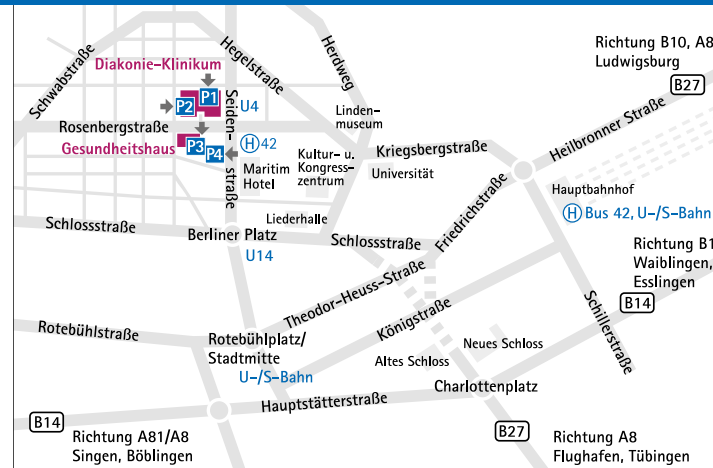 Richtung B10, A8
Ludwigsburg
B27
Schwabstraße
Hegelstraße
Herdweg
Heilbronner Straße
Diakonie-Klinikum
P1
P2
Seiden-
straße
U4
Linden-
museum
Rosenbergstraße
Gesundheitshaus
P3
P4
H 42
Maritim
Hotel
Kultur- u.
Kongress-
zentrum
Kriegsbergstraße
Universität
Hauptbahnhof
H Bus 42, U-/S-Bahn
Friedrichstraße
Liederhalle
Schlossstraße
Berliner Platz
U14
Schlossstraße
Richtung B1
Waiblingen,
Esslingen
B14
Theodor-Heuss-Straße
Königstraße
Schillerstraße
Rotebühlstraße
Rotebühlplatz/
Stadtmitte
U-/S-Bahn
Altes Schloss
Neues Schloss
Charlottenplatz
Hauptstätterstraße
B14
Richtung A81/A8
Singen, Böblingen
B27
Richtung A8
Flughafen, Tübingen